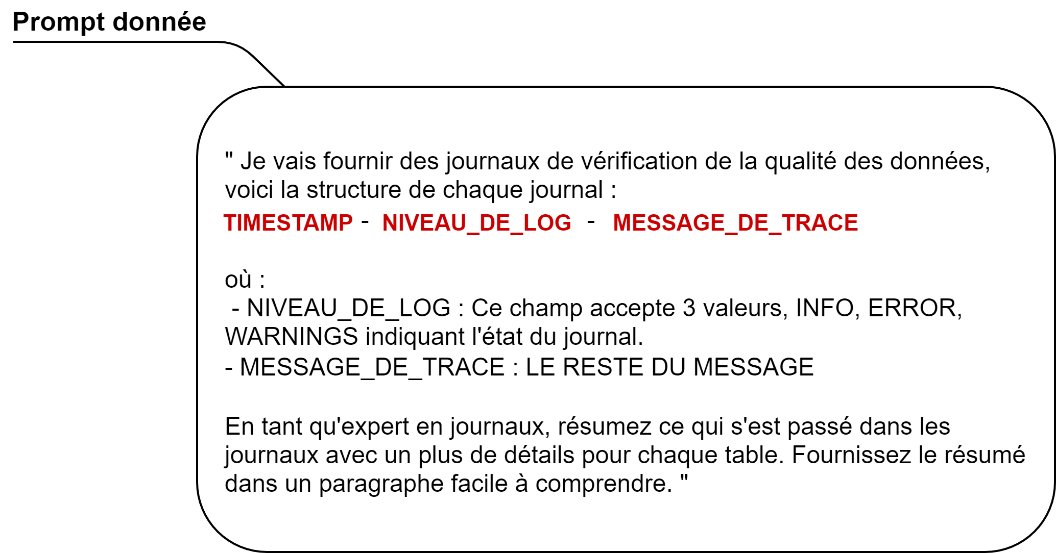 Prompt donnée
" Je vais fournir des journaux de vérification de la qualité des données,
voici la structure de chaque journal :
TIMESTAMP - NIVEAU_DE_LOG - MESSAGE_DE_TRACE
où :
- NIVEAU_DE_LOG : Ce champ accepte 3 valeurs, INFO, ERROR,
WARNINGS indiquant l'état du journal.
- MESSAGE_DE_TRACE : LE RESTE DU MESSAGE
En tant qu'expert en journaux, résumez ce qui s'est passé dans les
journaux avec un plus de détails pour chaque table. Fournissez le résumé
dans un paragraphe facile à comprendre. "